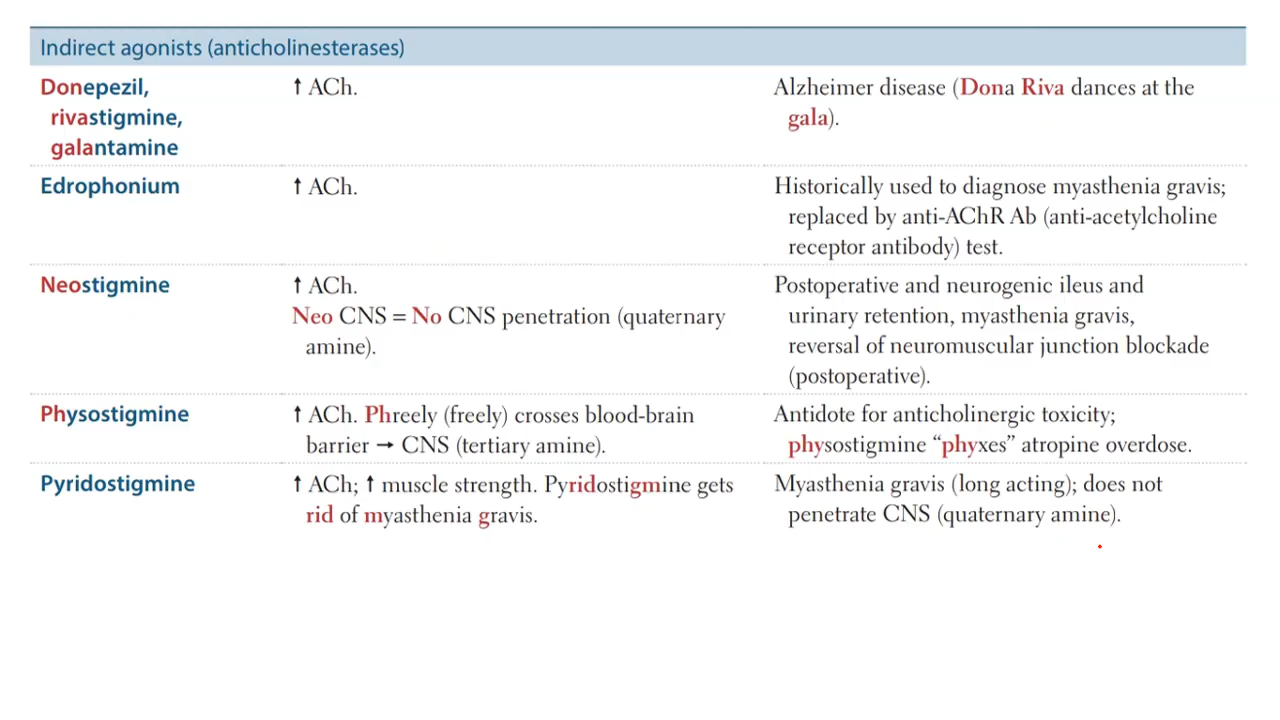 Indirect agonists (anticholinesterases)
Donepezil,
rivastigmine,
galantamine
↑ ACh.
Alzheimer disease (Dona Riva dances at the
gala).
Edrophonium
↑ ACh.
Historically used to diagnose myasthenia gravis;
replaced by anti-AChR Ab (anti-acetylcholine
receptor antibody) test.
Neostigmine
↑ ACh.
Neo CNS = No CNS penetration (quaternary
amine).
Postoperative and neurogenic ileus and
urinary retention, myasthenia gravis,
reversal of neuromuscular junction blockade
(postoperative).
Physostigmine
↑ ACh. Phreely (freely) crosses blood-brain
barrier → CNS (tertiary amine).
Antidote for anticholinergic toxicity;
physostigmine “phyxes” atropine overdose.
Pyridostigmine
↑ ACh; ↑ muscle strength. Pyridostigmine gets
rid of myasthenia gravis.
Myasthenia gravis (long acting); does not
penetrate CNS (quaternary amine).